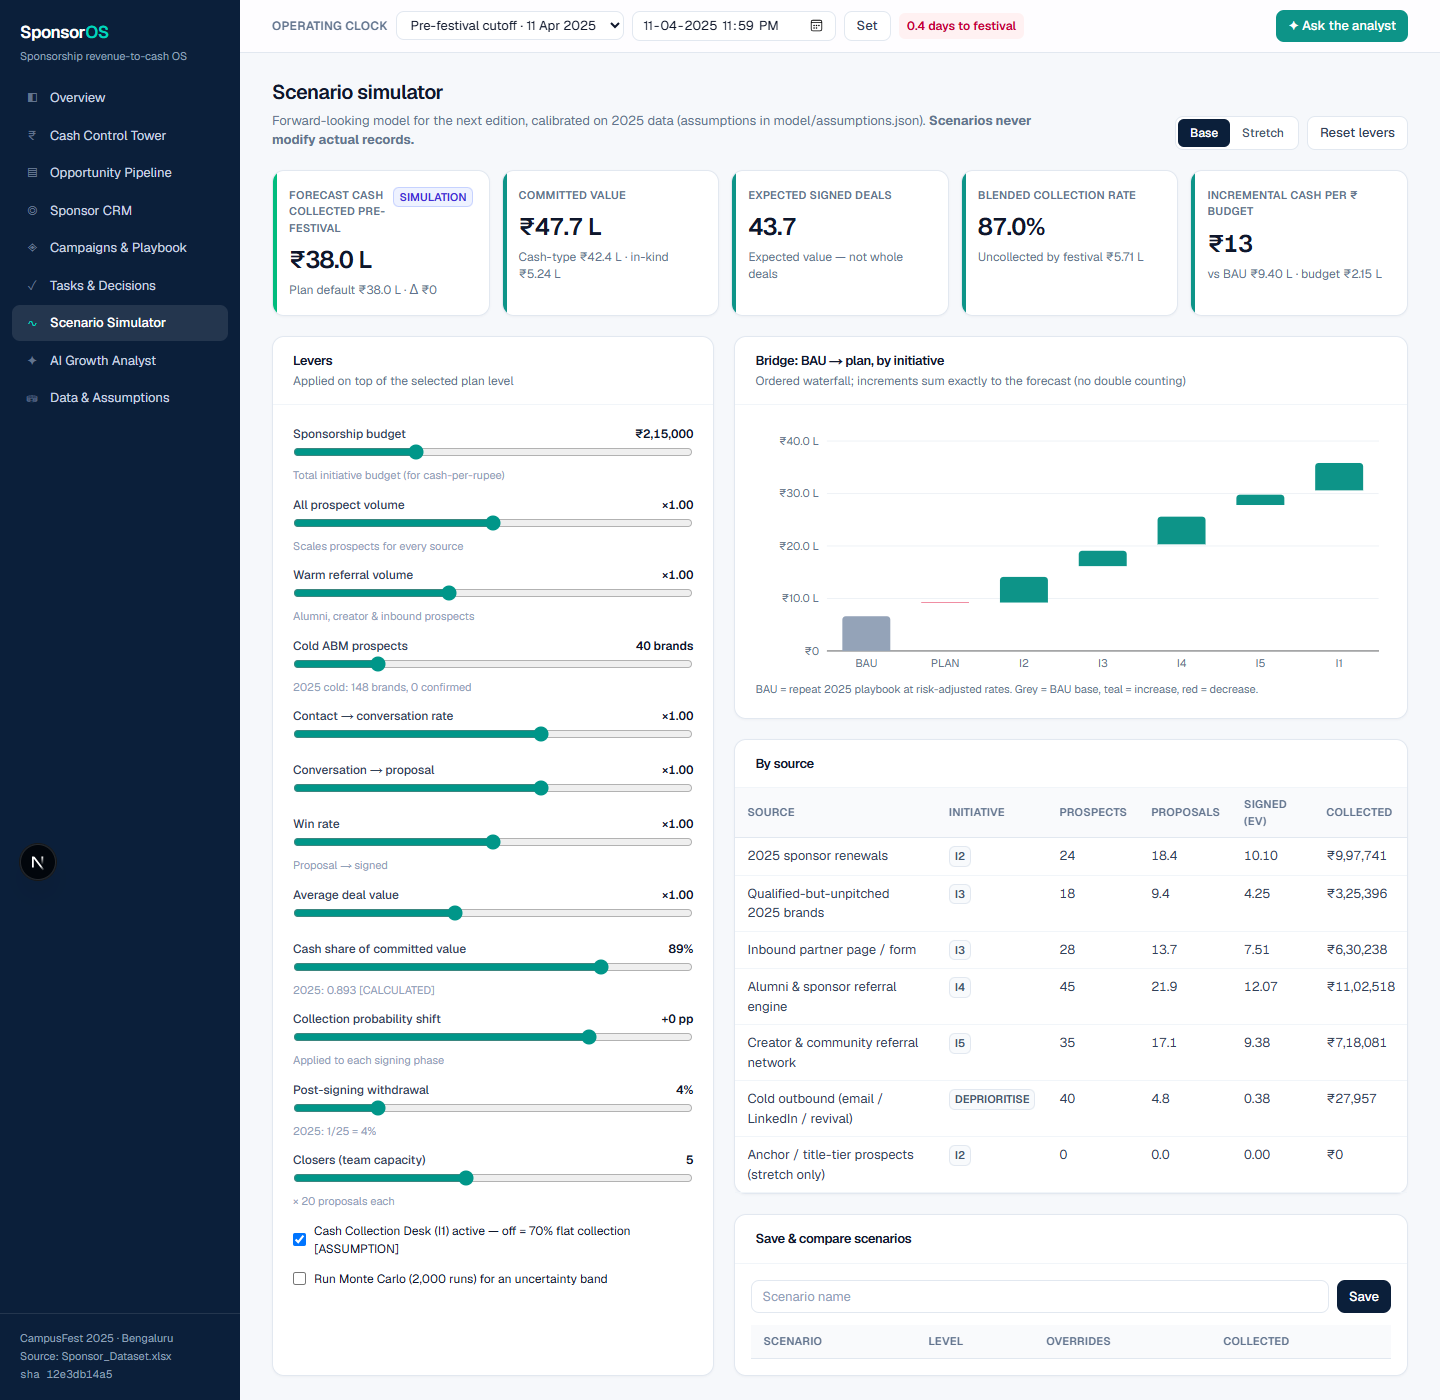 SponsorOS
Sponsorship revenue-to-cash OS
Overview
Cash Control Tower
Opportunity Pipeline
Sponsor CRM
Campaigns & Playbook
Tasks & Decisions
Scenario Simulator
AI Growth Analyst
Data & Assumptions
CampusFest 2025 · Bengaluru
Source: Sponsor_Dataset.xlsx
sha 12e3db14a5
OPERATING CLOCK
Pre-festival cutoff · 11 Apr 2025
11-04-2025 11:59 PM
Set
0.4 days to festival
✦ Ask the analyst
Scenario simulator
Forward-looking model for the next edition, calibrated on 2025 data (assumptions in model/assumptions.json). Scenarios never
modify actual records.
Base
Stretch
Reset levers
FORECAST CASH
COLLECTED PRE-
FESTIVAL
SIMULATION
₹38.0 L
Plan default ₹38.0 L · Δ ₹0
COMMITTED VALUE
₹47.7 L
Cash-type ₹42.4 L · in-kind
₹5.24 L
EXPECTED SIGNED DEALS
43.7
Expected value — not whole
deals
BLENDED COLLECTION RATE
87.0%
Uncollected by festival ₹5.71 L
INCREMENTAL CASH PER ₹
BUDGET
₹13
vs BAU ₹9.40 L · budget ₹2.15 L
Levers
Applied on top of the selected plan level
Sponsorship budget ₹2,15,000
Total initiative budget (for cash-per-rupee)
All prospect volume ×1.00
Scales prospects for every source
Warm referral volume ×1.00
Alumni, creator & inbound prospects
Cold ABM prospects 40 brands
2025 cold: 148 brands, 0 confirmed
Contact → conversation rate ×1.00
Conversation → proposal ×1.00
Win rate ×1.00
Proposal → signed
Average deal value ×1.00
Cash share of committed value 89%
2025: 0.893 [CALCULATED]
Collection probability shift +0 pp
Applied to each signing phase
Post-signing withdrawal 4%
2025: 1/25 = 4%
Closers (team capacity) 5
× 20 proposals each
Cash Collection Desk (I1) active — off = 70% flat collection
[ASSUMPTION]
Run Monte Carlo (2,000 runs) for an uncertainty band
Bridge: BAU → plan, by initiative
Ordered waterfall; increments sum exactly to the forecast (no double counting)
₹40.0 L
₹30.0 L
₹20.0 L
₹10.0 L
₹0
BAU PLAN I2 I3 I4 I5 I1
BAU = repeat 2025 playbook at risk-adjusted rates. Grey = BAU base, teal = increase, red = decrease.
By source
SOURCE INITIATIVE PROSPECTS PROPOSALS SIGNED (EV) COLLECTED
2025 sponsor renewals I2 24 18.4 10.10 ₹9,97,741
Qualified-but-unpitched I3 18 9.4 4.25 ₹3,25,396
2025 brands
Inbound partner page / form I3 28 13.7 7.51 ₹6,30,238
Alumni & sponsor referral I4 45 21.9 12.07 ₹11,02,518
engine
Creator & community referral I5 35 17.1 9.38 ₹7,18,081
network
Cold outbound (email / DEPRIORITISE 40 4.8 0.38 ₹27,957
LinkedIn / revival)
Anchor / title-tier prospects I2 0 0.0 0.00 ₹0
(stretch only)
Save & compare scenarios
Scenario name
Save
SCENARIO LEVEL OVERRIDES COLLECTED